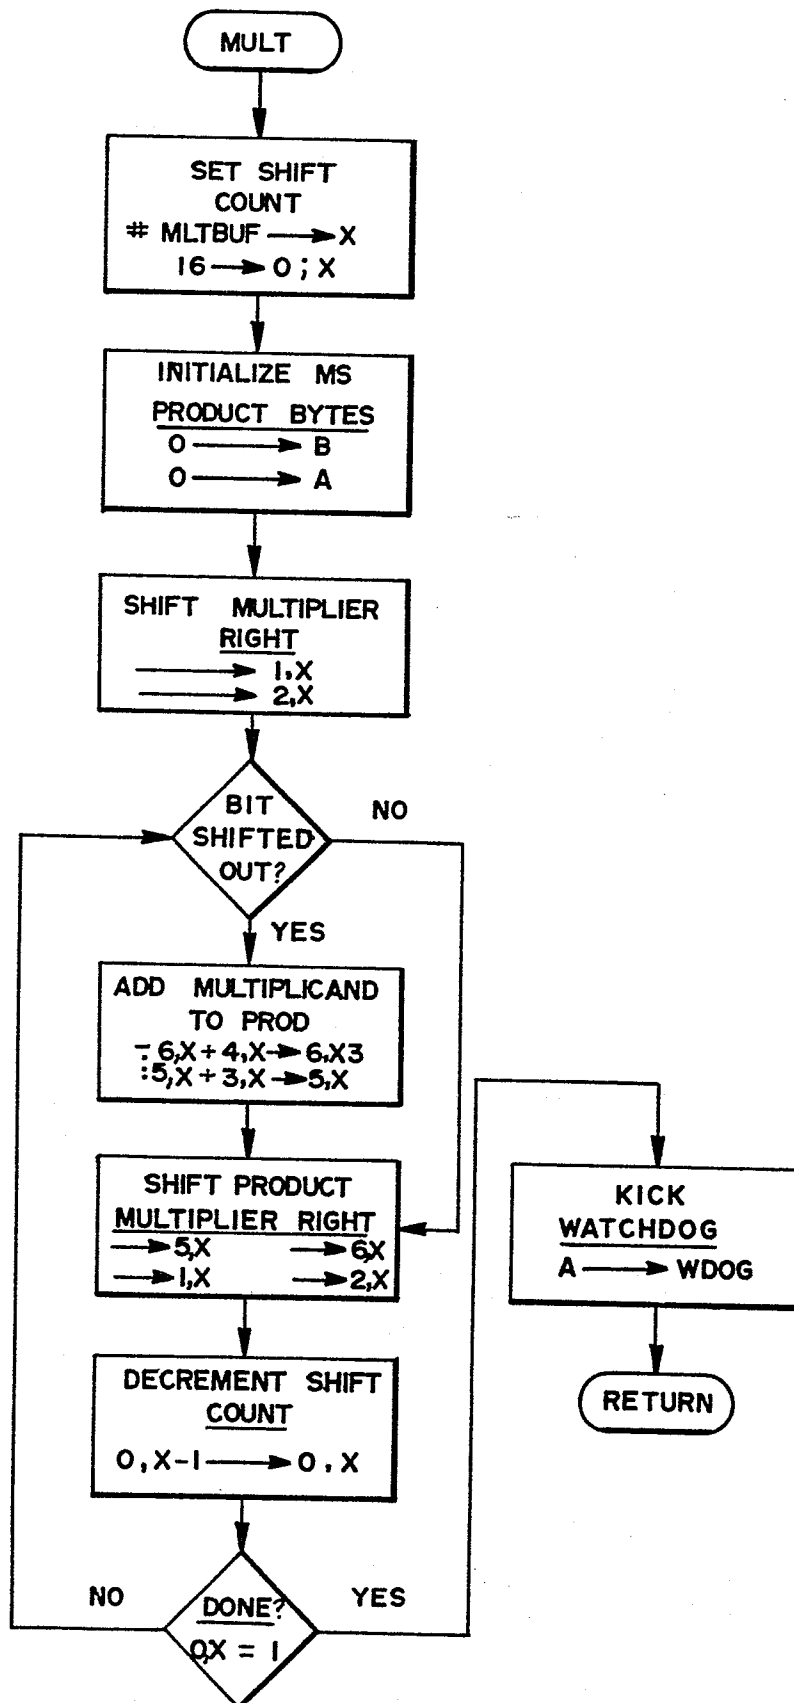 MULT
SET SHIFT
COUNT
# MLTBUF → X
16 → 0 ; X
INITIALIZE MS
PRODUCT BYTES
0 → B
0 → A
SHIFT MULTIPLIER
RIGHT
→ 1,X
→ 2,X
BIT
SHIFTED
OUT?
NO
YES
ADD MULTIPLICAND
TO PROD
-: 6,X + 4,X → 6,X3
:5,X + 3,X → 5,X
SHIFT PRODUCT
MULTIPLIER RIGHT
→ 5,X → 6,X
→ 1,X → 2,X
DECREMENT SHIFT
COUNT
0,X-1 → 0,X
DONE?
0,X = 1
NO
YES
KICK
WATCHDOG
A → WDOG
RETURN